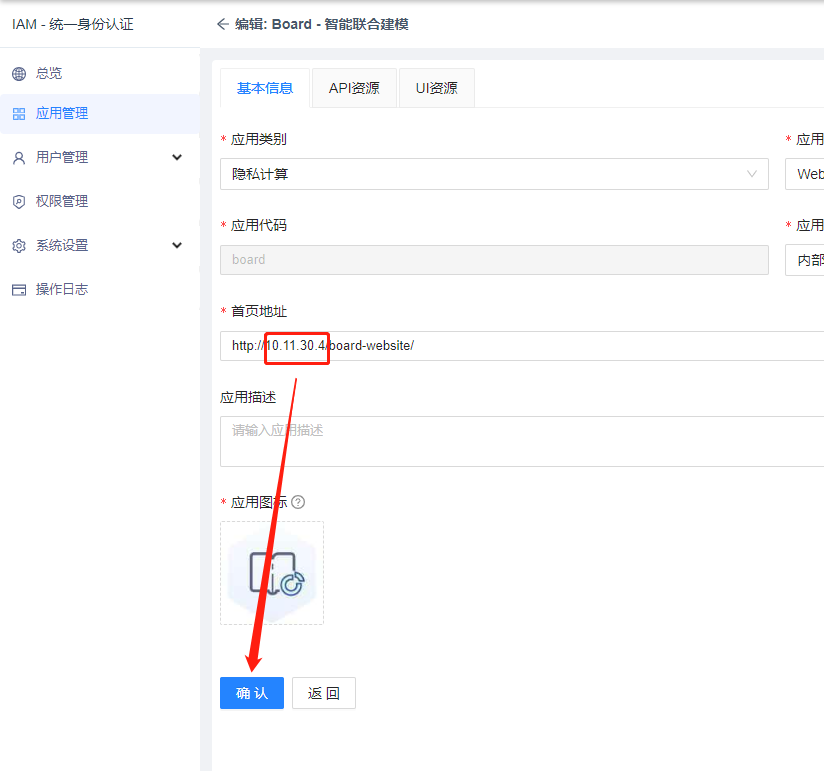 IAM - 统一身份认证
编辑: Board - 智能联合建模
总览
应用管理
用户管理
权限管理
系统设置
操作日志
基本信息 API资源 UI资源
* 应用类别 * 应用
隐私计算 Web
* 应用代码 * 应用
board 内部
* 首页地址
http://10.11.30.4/board-website/
应用描述
请输入应用描述
* 应用图标 ?
确 认 返 回